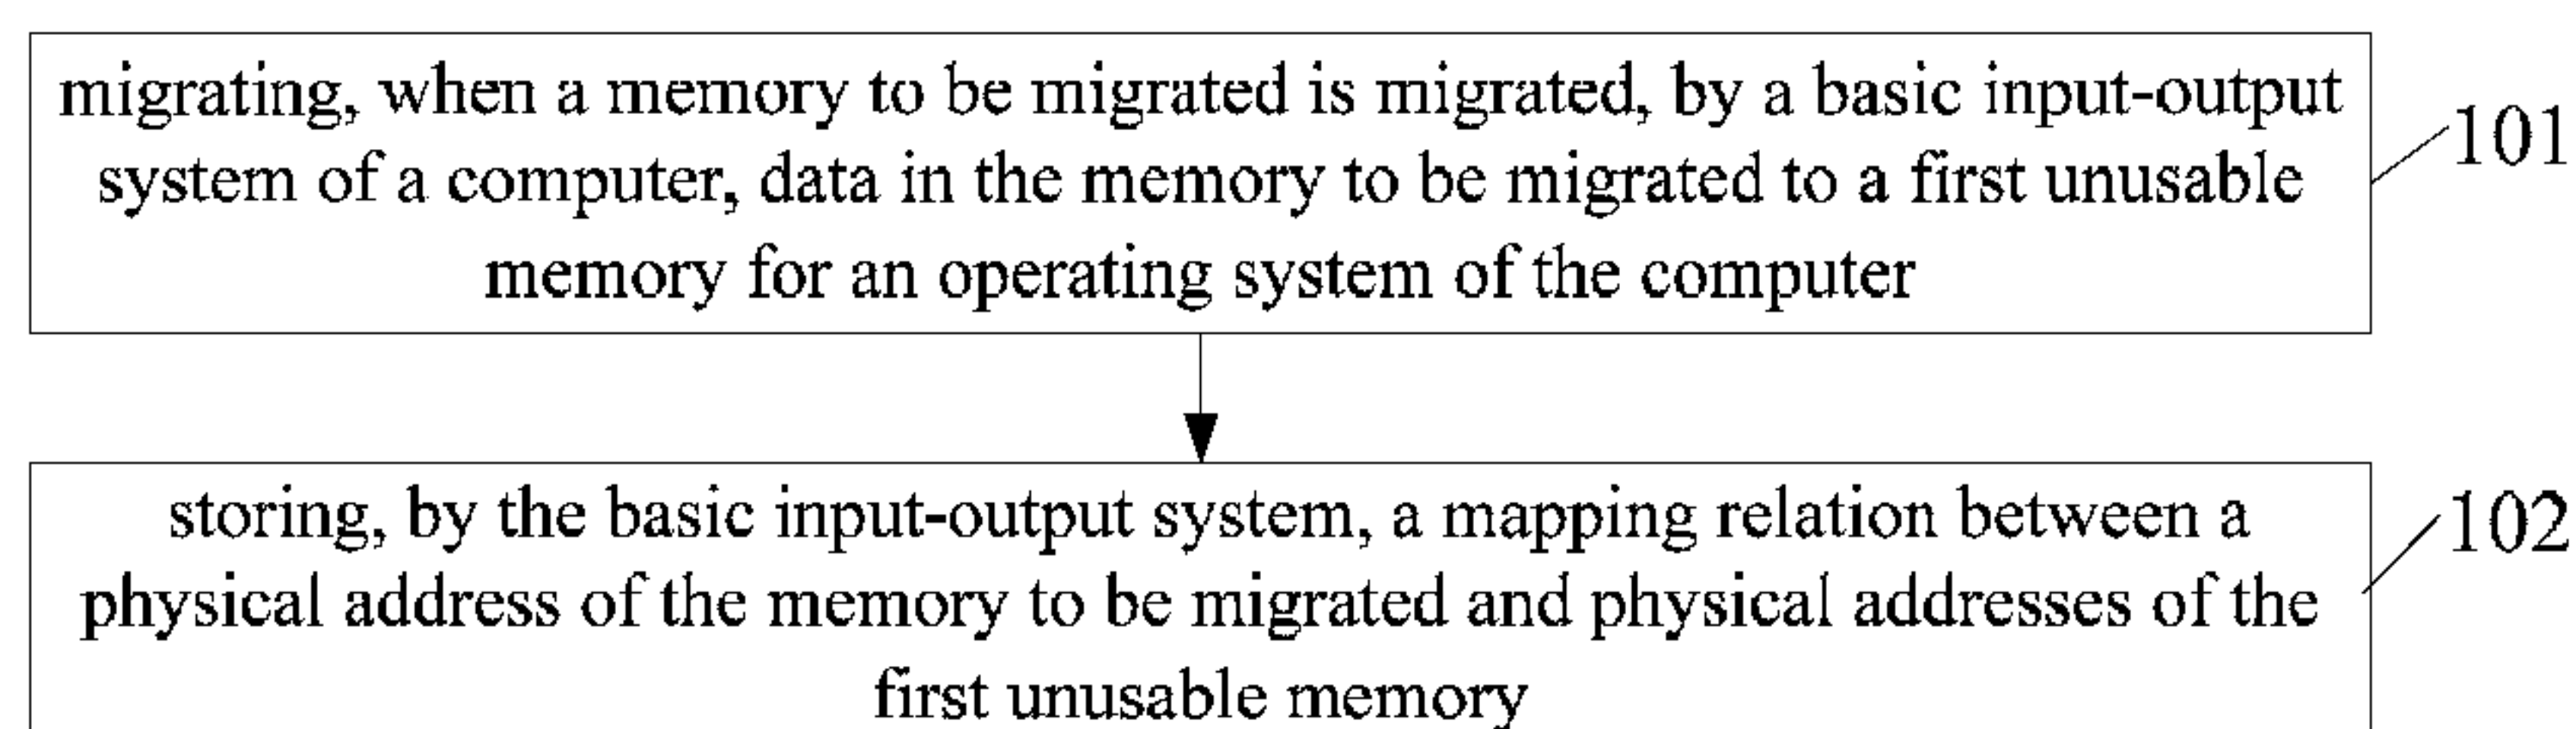 migrating, when a memory to be migrated is migrated, by a basic input-output
system of a computer, data in the memory to be migrated to a first unusable
memory for an operating system of the computer
101
storing, by the basic input-output system, a mapping relation between a
physical address of the memory to be migrated and physical addresses of the
first unusable memory
102